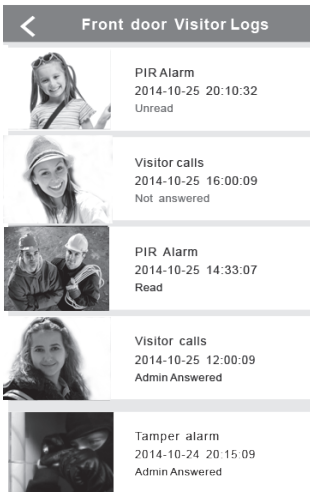 Front door Visitor Logs
PIR Alarm
2014-10-25 20:10:32
Unread
Visitor calls
2014-10-25 16:00:09
Not answered
PIR Alarm
2014-10-25 14:33:07
Read
Visitor calls
2014-10-25 12:00:09
Admin Answered
Tamper alarm
2014-10-24 20:15:09
Admin Answered